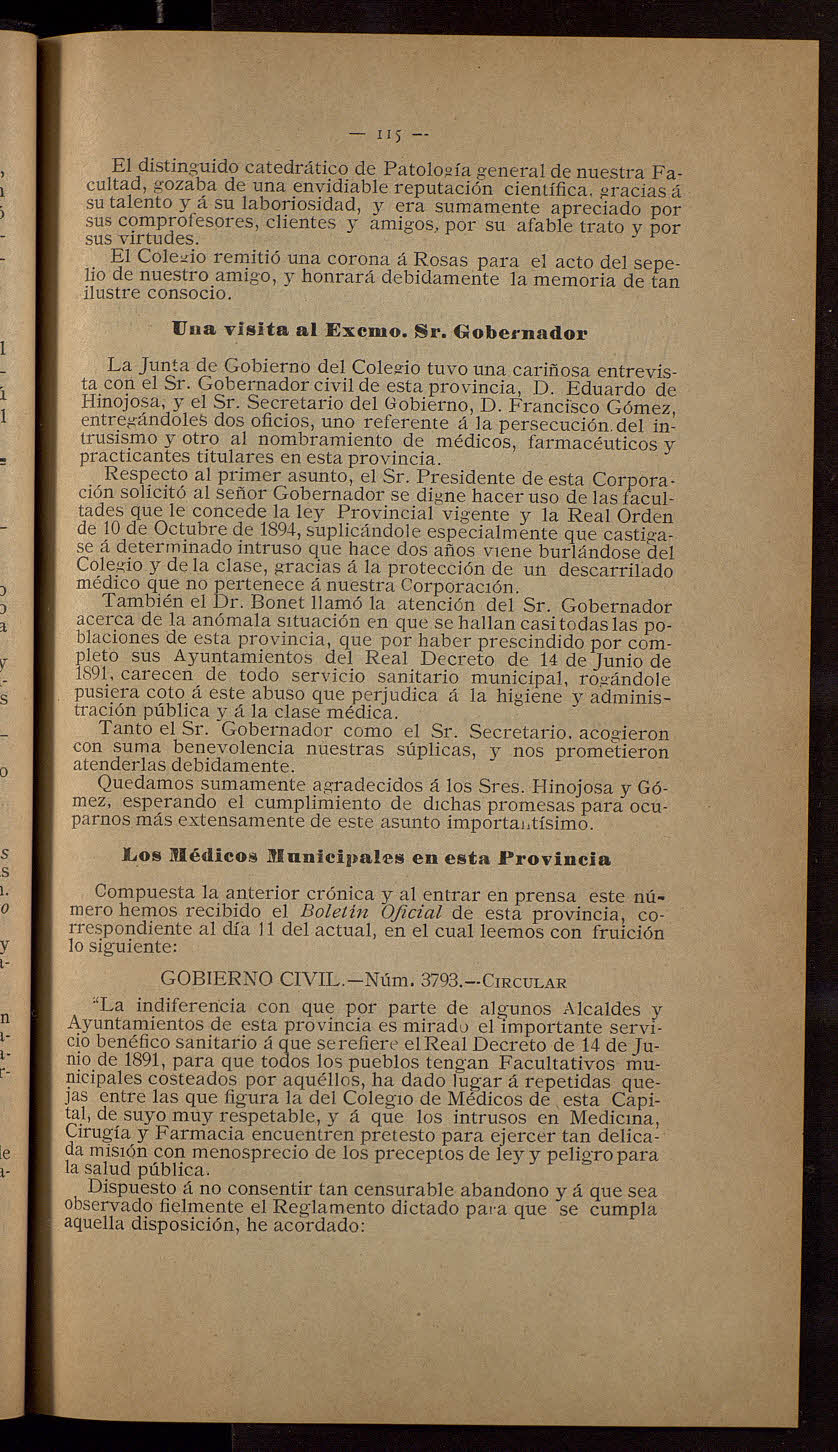 — 115 —
El distinguido catedrático de Patología general de nuestra Fa-
cultad, gozaba de una envidiable reputación científica, gracias á
su talento y á su laboriosidad, y era sumamente apreciado por
sus comprofesores, clientes y amigos, por su afable trato y por
sus virtudes.
El Colegio remitió una corona á Rosas para el acto del sepe-
lio de nuestro amigo, y honrará debidamente la memoria de tan
ilustre consocio.
Una visita al Excmo. Sr. Gobernador
La Junta de Gobierno del Colegio tuvo una cariñosa entrevis-
ta con el Sr. Gobernador civil de esta provincia, D. Eduardo de
Hinojosa, y el Sr. Secretario del Gobierno, D. Francisco Gómez,
entregándoles dos oficios, uno referente á la persecución del in-
trusismo y otro al nombramiento de médicos, farmacéuticos y
practicantes titulares en esta provincia.
Respecto al primer asunto, el Sr. Presidente de esta Corpora-
ción solicitó al señor Gobernador se digne hacer uso de las facul-
tades que le concede la ley Provincial vigente y la Real Orden
de 10 de Octubre de 1894, suplicándole especialmente que castiga-
se á determinado intruso que hace dos años viene burlándose del
Colegio y de la clase, gracias á la protección de un descarrilado
médico que no pertenece á nuestra Corporación.
También el Dr. Bonet llamó la atención del Sr. Gobernador
acerca de la anómala situación en que se hallan casi todas las po-
blaciones de esta provincia, que por haber prescindido por com-
pleto sus Ayuntamientos del Real Decreto de 14 de Junio de
1891, carecen de todo servicio sanitario municipal, rogándole
pusiera coto á este abuso que perjudica á la higiene y adminis-
tración pública y á la clase médica.
Tanto el Sr. Gobernador como el Sr. Secretario, acogieron
con suma benevolencia nuestras súplicas, y nos prometieron
atenderlas debidamente.
Quedamos sumamente agradecidos á los Sres. Hinojosa y Gó-
mez, esperando el cumplimiento de dichas promesas para ocu-
parnos más extensamente de este asunto importantísimo.
Los Médicos Municipales en esta Provincia
Compuesta la anterior crónica y al entrar en prensa este nú-
mero hemos recibido el Boletín Oficial de esta provincia, co-
rrespondiente al día 11 del actual, en el cual leemos con fruición
lo siguiente:
GOBIERNO CIVIL.—Núm. 3793.—CIRCULAR
“La indiferencia con que por parte de algunos Alcaldes y
Ayuntamientos de esta provincia es mirado el importante servi-
cio benéfico sanitario á que se refiere el Real Decreto de 14 de Ju-
nio de 1891, para que todos los pueblos tengan Facultativos mu-
nicipales costeados por aquéllos, ha dado lugar á repetidas que-
jas entre las que figura la del Colegio de Médicos de esta Capi-
tal, de suyo muy respetable, y á que los intrusos en Medicina,
Cirugía y Farmacia encuentren pretesto para ejercer tan delica-
da misión con menosprecio de los preceptos de ley y peligro para
la salud pública.
Dispuesto á no consentir tan censurable abandono y á que sea
observado fielmente el Reglamento dictado para que se cumpla
aquella disposición, he acordado: